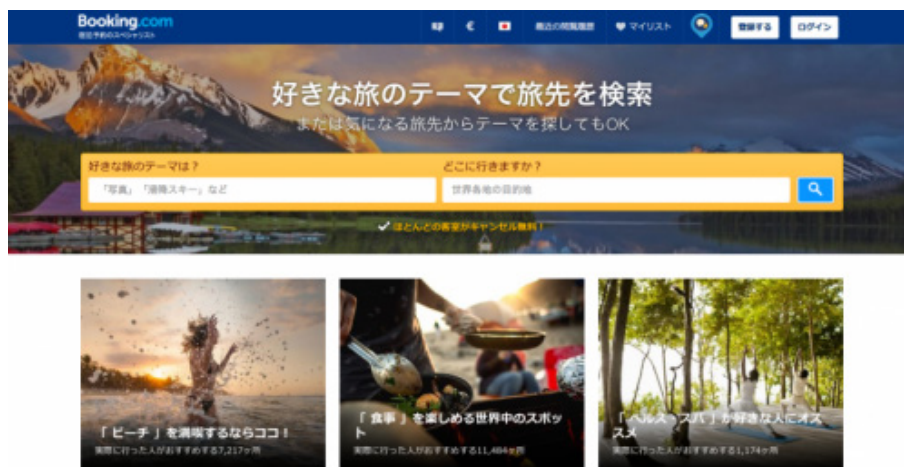 Booking.com
宿泊予約のスペシャリスト
€ 最近の閲覧履歴 マイリスト 登録する ログイン
好きな旅のテーマで旅先を検索
または気になる旅先からテーマを探してもOK
好きな旅のテーマは？ どこに行きますか？
「写真」「滑降スキー」など 世界各地の目的地
ほとんどの客室がキャンセル無料！
「 ビーチ 」を満喫するならココ！
実際に行った人がおすすめする7,217ヶ所
「 食事 」を楽しめる世界中のスポッ
ト
実際に行った人がおすすめする11,484ヶ所
「 ヘルス・スパ 」が好きな人にオス
スメ
実際に行った人がおすすめする1,174ヶ所